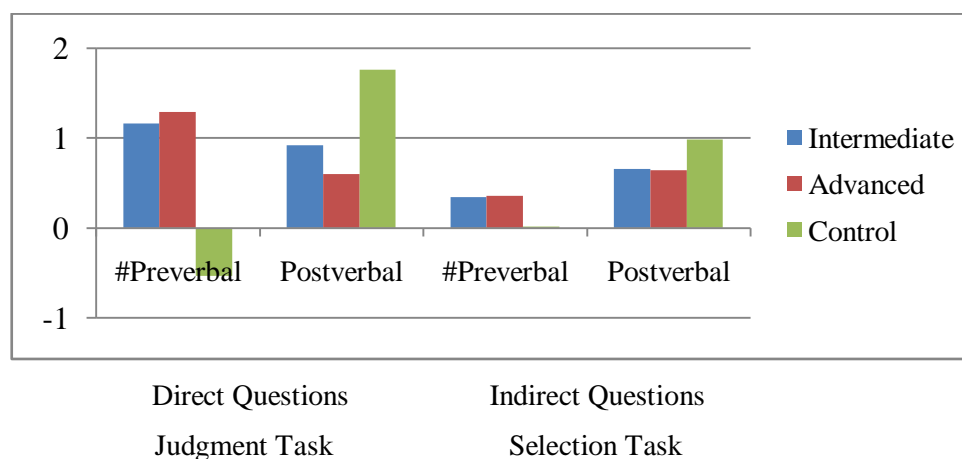 2
1
0
-1
#Preverbal Postverbal #Preverbal Postverbal
Intermediate
Advanced
Control
Direct Questions Indirect Questions
Judgment Task Selection Task